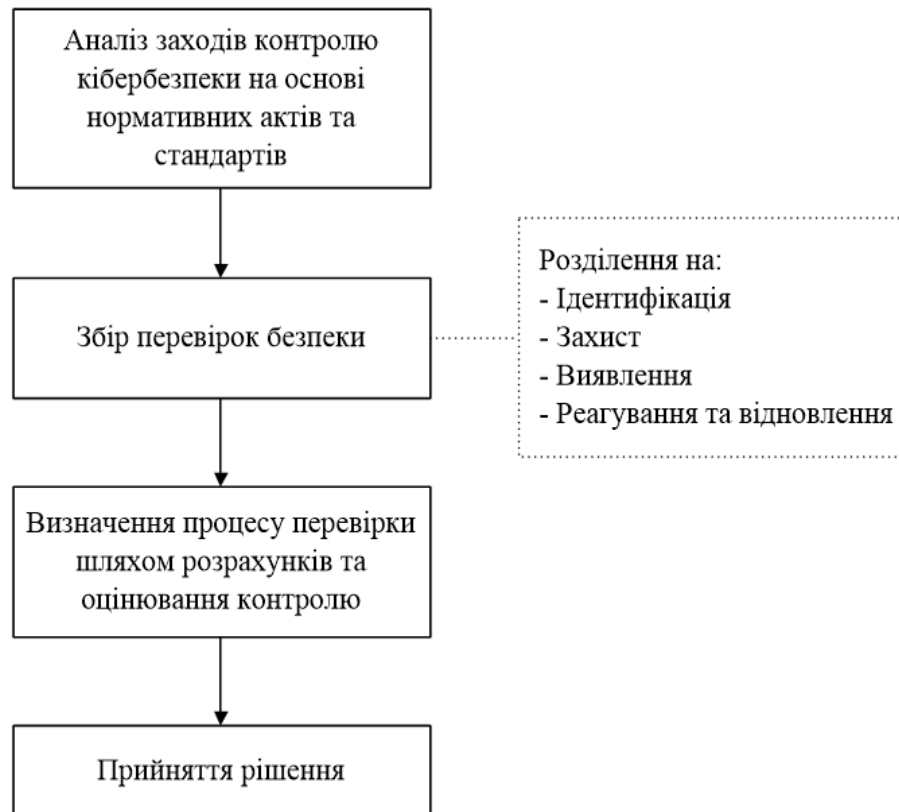 Аналіз заходів контролю
кібербезпеки на основі
нормативних актів та
стандартів
Збір перевірок безпеки
Розділення на:
- Ідентифікація
- Захист
- Виявлення
- Реагування та відновлення
Визначення процесу перевірки
шляхом розрахунків та
оцінювання контролю
Прийняття рішення